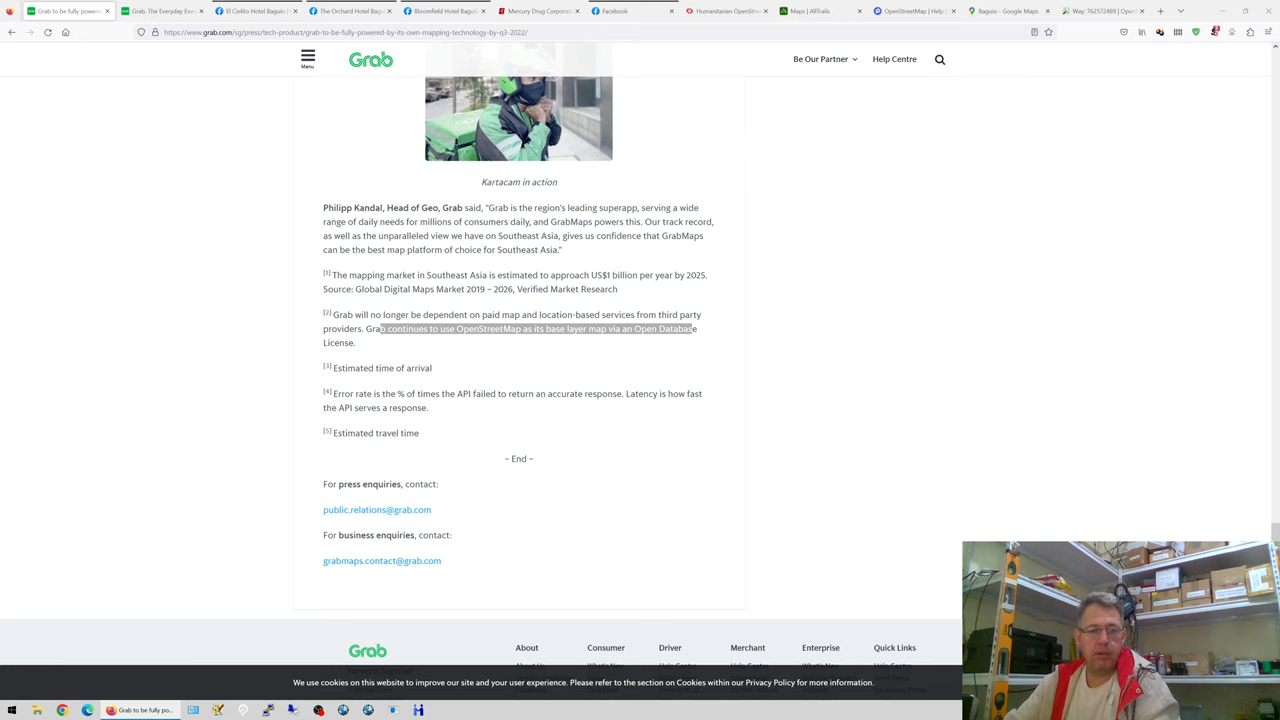 Grab to be fully powere
Grab. The Everyday Ev
El Cielito Hotel Baguio | F
The Orchard Hotel Bag
Bloomfield Hotel Bagui
Mercury Drug Corporat
Facebook
Humanitarian OpenStre
Maps | AllTrails
OpenStreetMap | Help |
Baguio - Google Maps
Way: 762572489 | OpenS
https://www.grab.com/sg/press/tech-product/grab-to-be-fully-powered-by-its-own-mapping-technology-by-q3-2022/
Menu
Grab
Be Our Partner
Help Centre
Kartacam in action
Philipp Kandal, Head of Geo, Grab said, “Grab is the region’s leading superapp, serving a wide
range of daily needs for millions of consumers daily, and GrabMaps powers this. Our track record,
as well as the unparalleled view we have on Southeast Asia, gives us confidence that GrabMaps
can be the best map platform of choice for Southeast Asia.”
[1] The mapping market in Southeast Asia is estimated to approach US$1 billion per year by 2025.
Source: Global Digital Maps Market 2019 – 2026, Verified Market Research
[2] Grab will no longer be dependent on paid map and location-based services from third party
providers. Grab continues to use OpenStreetMap as its base layer map via an Open Database
License.
[3] Estimated time of arrival
[4] Error rate is the % of times the API failed to return an accurate response. Latency is how fast
the API serves a response.
[5] Estimated travel time
– End –
For press enquiries, contact:
public.relations@grab.com
For business enquiries, contact:
grabmaps.contact@grab.com
Grab
About
Consumer
Driver
Merchant
Enterprise
Quick Links
We use cookies on this website to improve our site and your user experience. Please refer to the section on Cookies within our Privacy Policy for more information.
Grab to be fully po...